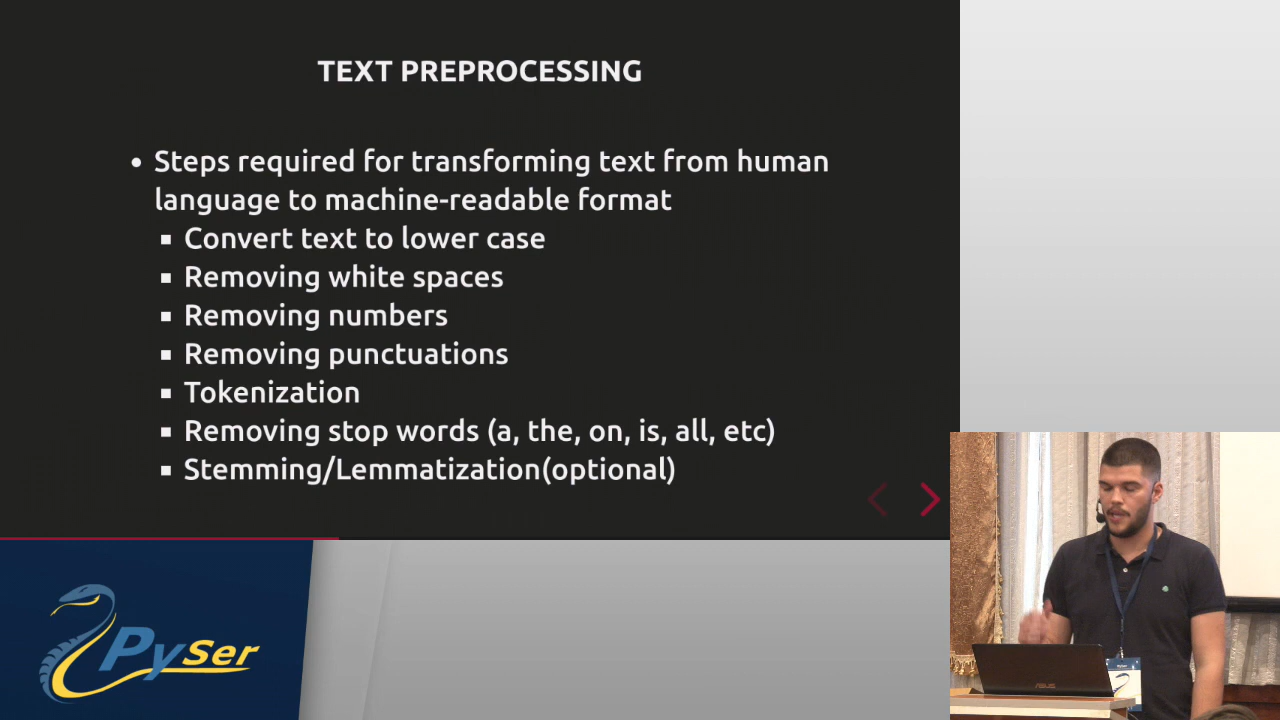 TEXT PREPROCESSING
• Steps required for transforming text from human
language to machine-readable format
▪ Convert text to lower case
▪ Removing white spaces
▪ Removing numbers
▪ Removing punctuations
▪ Tokenization
▪ Removing stop words (a, the, on, is, all, etc)
▪ Stemming/Lemmatization(optional)
PySer
ASUS